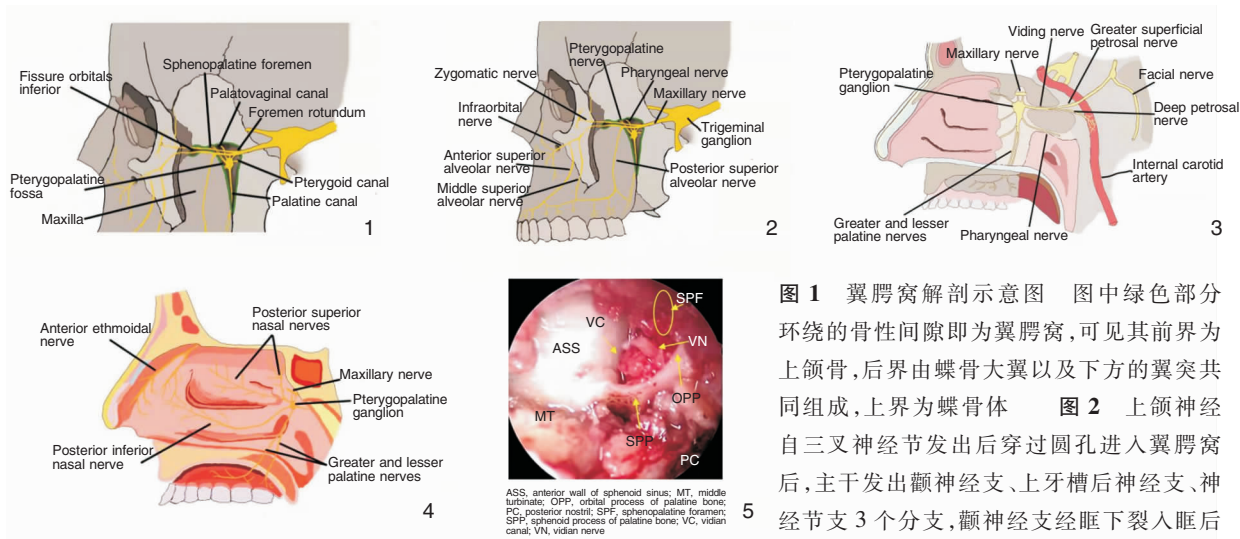 Fissure orbitals
inferior
Sphenopalatine foremen
Palatovaginal canal
Foremen rotundum
Pterygopalatine
fossa
Maxilla
Pterygoid canal
Palatine canal
1
Zygomatic nerve
Infraorbital
nerve
Anterior superior
alveolar nerve
Middle superior
alveolar nerve
Pterygopalatine
nerve
Pharyngeal nerve
Maxillary nerve
Trigeminal
ganglion
Posterior superior
alveolar nerve
2
Viding nerve
Greater superficial
petrosal nerve
Maxillary nerve
Pterygopalatine
ganglion
Facial nerve
Deep petrosal
nerve
Internal carotid
artery
Greater and lesser
palatine nerves
Pharyngeal nerve
3
Anterior ethmoidal
nerve
Posterior superior
nasal nerves
Maxillary nerve
Pterygopalatine
ganglion
Posterior inferior
nasal nerve
Greater and lesser
palatine nerves
4
SPF
VC
VN
ASS
OPP
MT
SPP
PC
ASS, anterior wall of sphenoid sinus; MT, middle
turbinate; OPP, orbital process of palatine bone;
PC, posterior nostril; SPF, sphenopalatine foramen;
SPP, sphenoid process of palatine bone; VC, vidian
canal; VN, vidian nerve
5
图 1 翼腭窝解剖示意图 图中绿色部分
环绕的骨性间隙即为翼腭窝,可见其前界为
上颌骨,后界由蝶骨大翼以及下方的翼突共
同组成,上界为蝶骨体 图 2 上颌神经
自三叉神经节发出后穿过圆孔进入翼腭窝
后,主干发出颧神经支、上牙槽后神经支、神
经节支 3 个分支,颧神经支经眶下裂入眶后